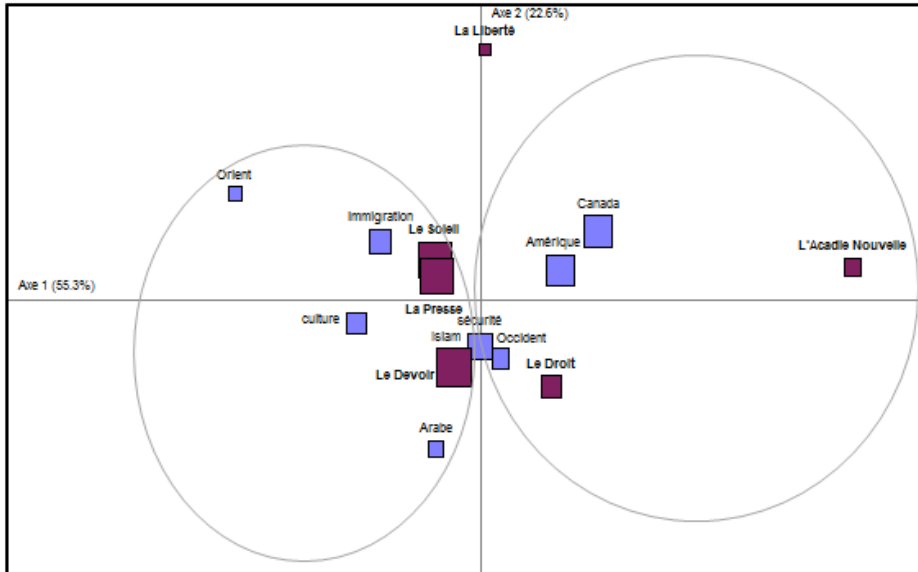 Axe 2 (22.6%)
La Liberté
Orient
Immigration
Le Soleil
Canada
Amérique
L'Acadie Nouvelle
Axe 1 (55.3%)
La Presse
culture
sécurité
Islam
Occident
Le Devoir
Le Droit
Arabe